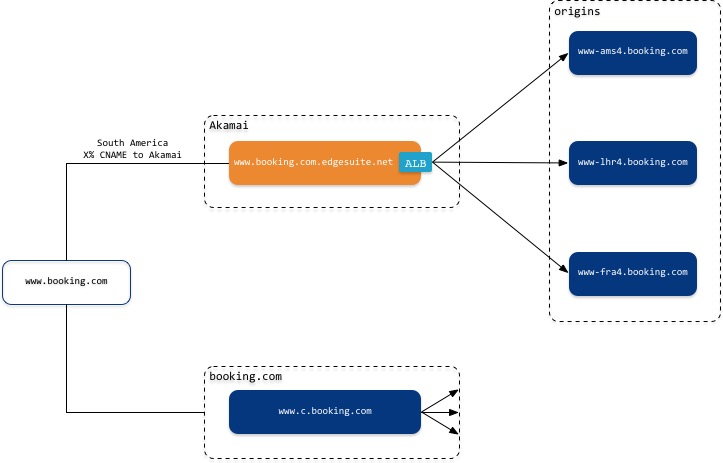 origins
www-ams4.booking.com
Akamai
South America
X% CNAME to Akamai
www.booking.com.edgesuite.net
ALB
www-lhr4.booking.com
www-fra4.booking.com
www.booking.com
booking.com
www.c.booking.com